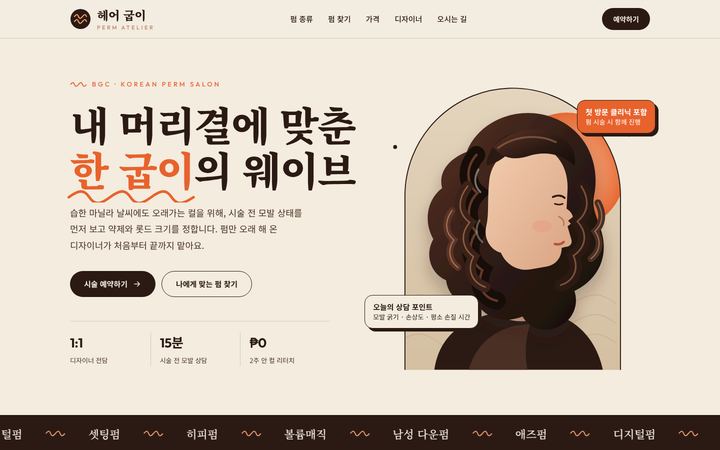 헤어 굽이
PERM ATELIER
펌 종류
펌 찾기
가격
디자이너
오시는 길
예약하기
BGC · KOREAN PERM SALON
내 머리결에 맞춘
한 굽이의 웨이브
습한 마닐라 날씨에도 오래가는 컬을 위해, 시술 전 모발 상태를
먼저 보고 약제와 롯드 크기를 정합니다. 펌만 오래 해 온
디자이너가 처음부터 끝까지 맡아요.
시술 예약하기 →
나에게 맞는 펌 찾기
1:1
디자이너 전담
15분
시술 전 모발 상담
₱0
2주 안 컬 리터치
첫 방문 클리닉 포함
펌 시술 시 함께 진행
오늘의 상담 포인트
모발 굵기 · 손상도 · 평소 손질 시간
털펌
셋팅펌
히피펌
볼륨매직
남성 다운펌
애즈펌
디지털펌